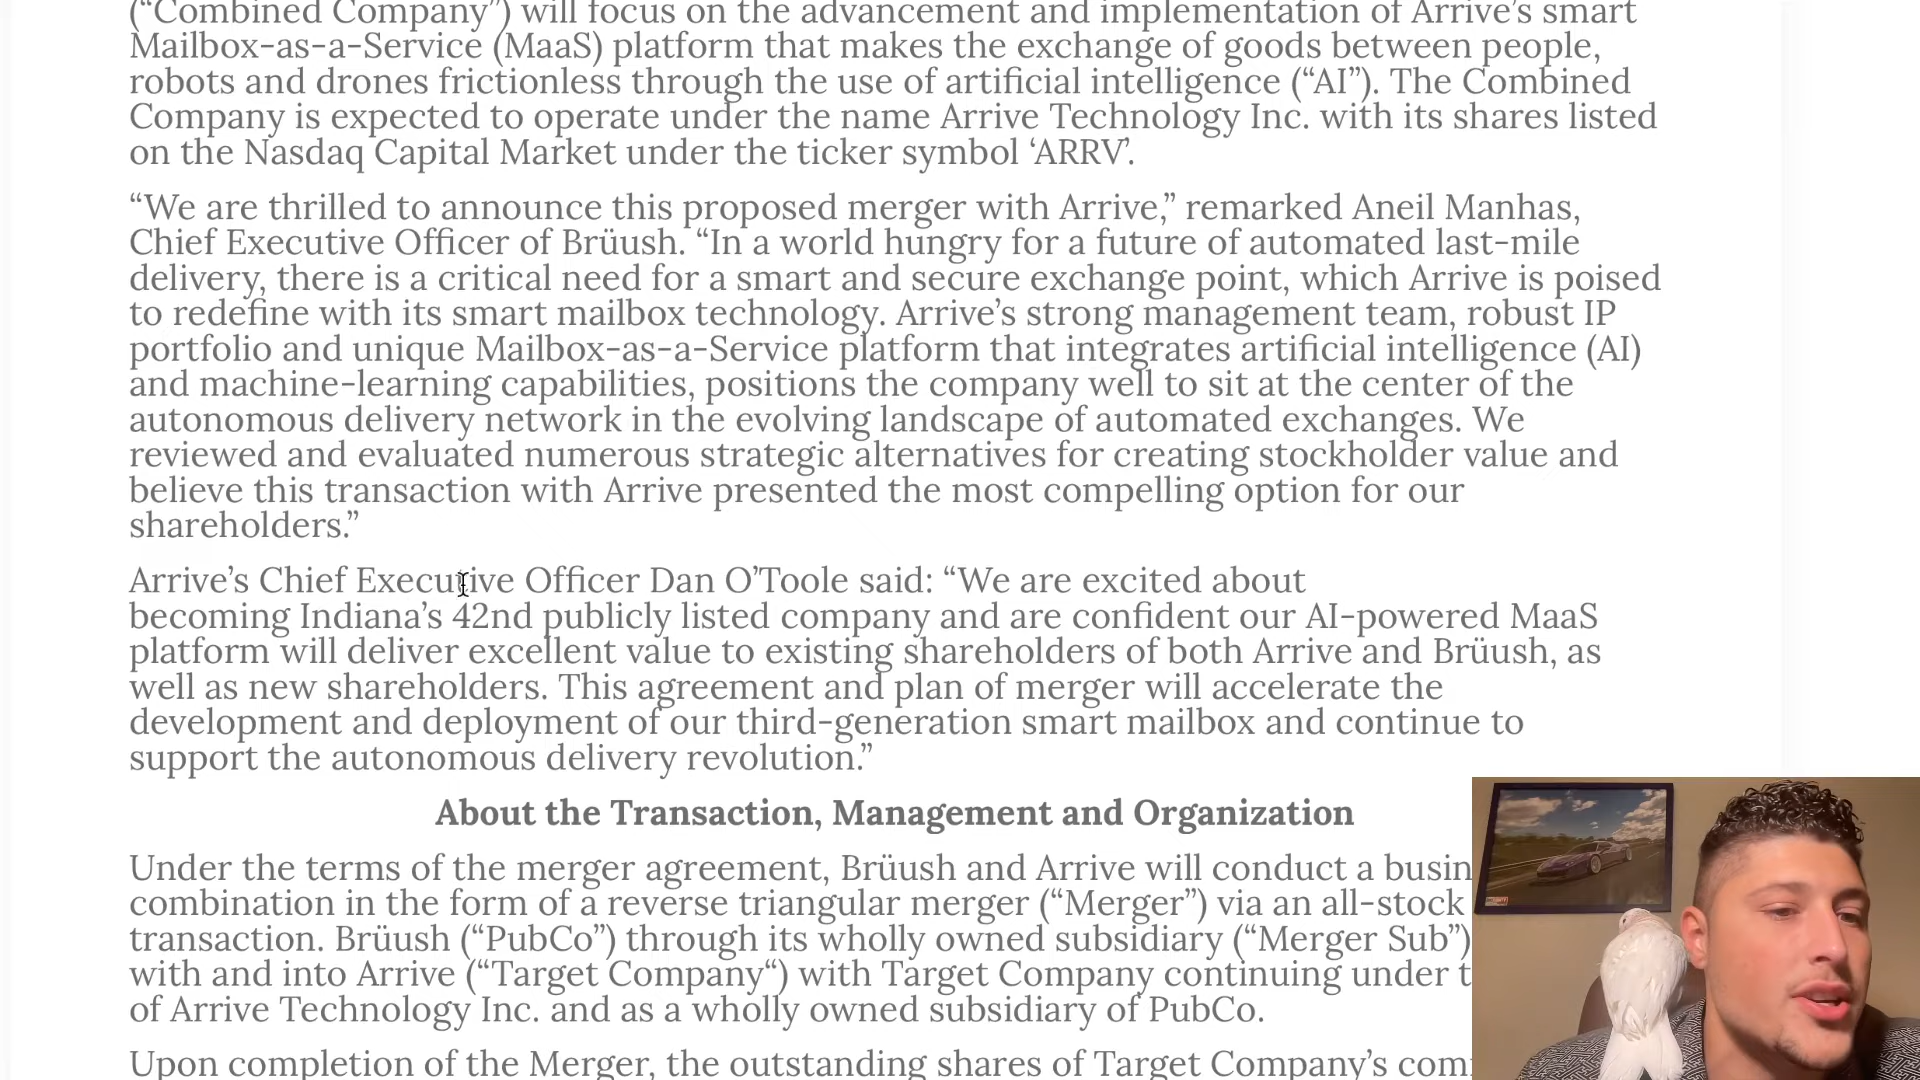 (“Combined Company”) will focus on the advancement and implementation of Arrive’s smart
Mailbox-as-a-Service (MaaS) platform that makes the exchange of goods between people,
robots and drones frictionless through the use of artificial intelligence (“AI”). The Combined
Company is expected to operate under the name Arrive Technology Inc. with its shares listed
on the Nasdaq Capital Market under the ticker symbol ‘ARRV’.
“We are thrilled to announce this proposed merger with Arrive,” remarked Aneil Manhas,
Chief Executive Officer of Brüush. “In a world hungry for a future of automated last-mile
delivery, there is a critical need for a smart and secure exchange point, which Arrive is poised
to redefine with its smart mailbox technology. Arrive’s strong management team, robust IP
portfolio and unique Mailbox-as-a-Service platform that integrates artificial intelligence (AI)
and machine-learning capabilities, positions the company well to sit at the center of the
autonomous delivery network in the evolving landscape of automated exchanges. We
reviewed and evaluated numerous strategic alternatives for creating stockholder value and
believe this transaction with Arrive presented the most compelling option for our
shareholders.”
Arrive’s Chief Executive Officer Dan O’Toole said: “We are excited about
becoming Indiana’s 42nd publicly listed company and are confident our AI-powered MaaS
platform will deliver excellent value to existing shareholders of both Arrive and Brüush, as
well as new shareholders. This agreement and plan of merger will accelerate the
development and deployment of our third-generation smart mailbox and continue to
support the autonomous delivery revolution.”
About the Transaction, Management and Organization
Under the terms of the merger agreement, Brüush and Arrive will conduct a busin
combination in the form of a reverse triangular merger (“Merger”) via an all-stock
transaction. Brüush (“PubCo”) through its wholly owned subsidiary (“Merger Sub”)
with and into Arrive (“Target Company“) with Target Company continuing under t
of Arrive Technology Inc. and as a wholly owned subsidiary of PubCo.
Upon completion of the Merger, the outstanding shares of Target Company’s com